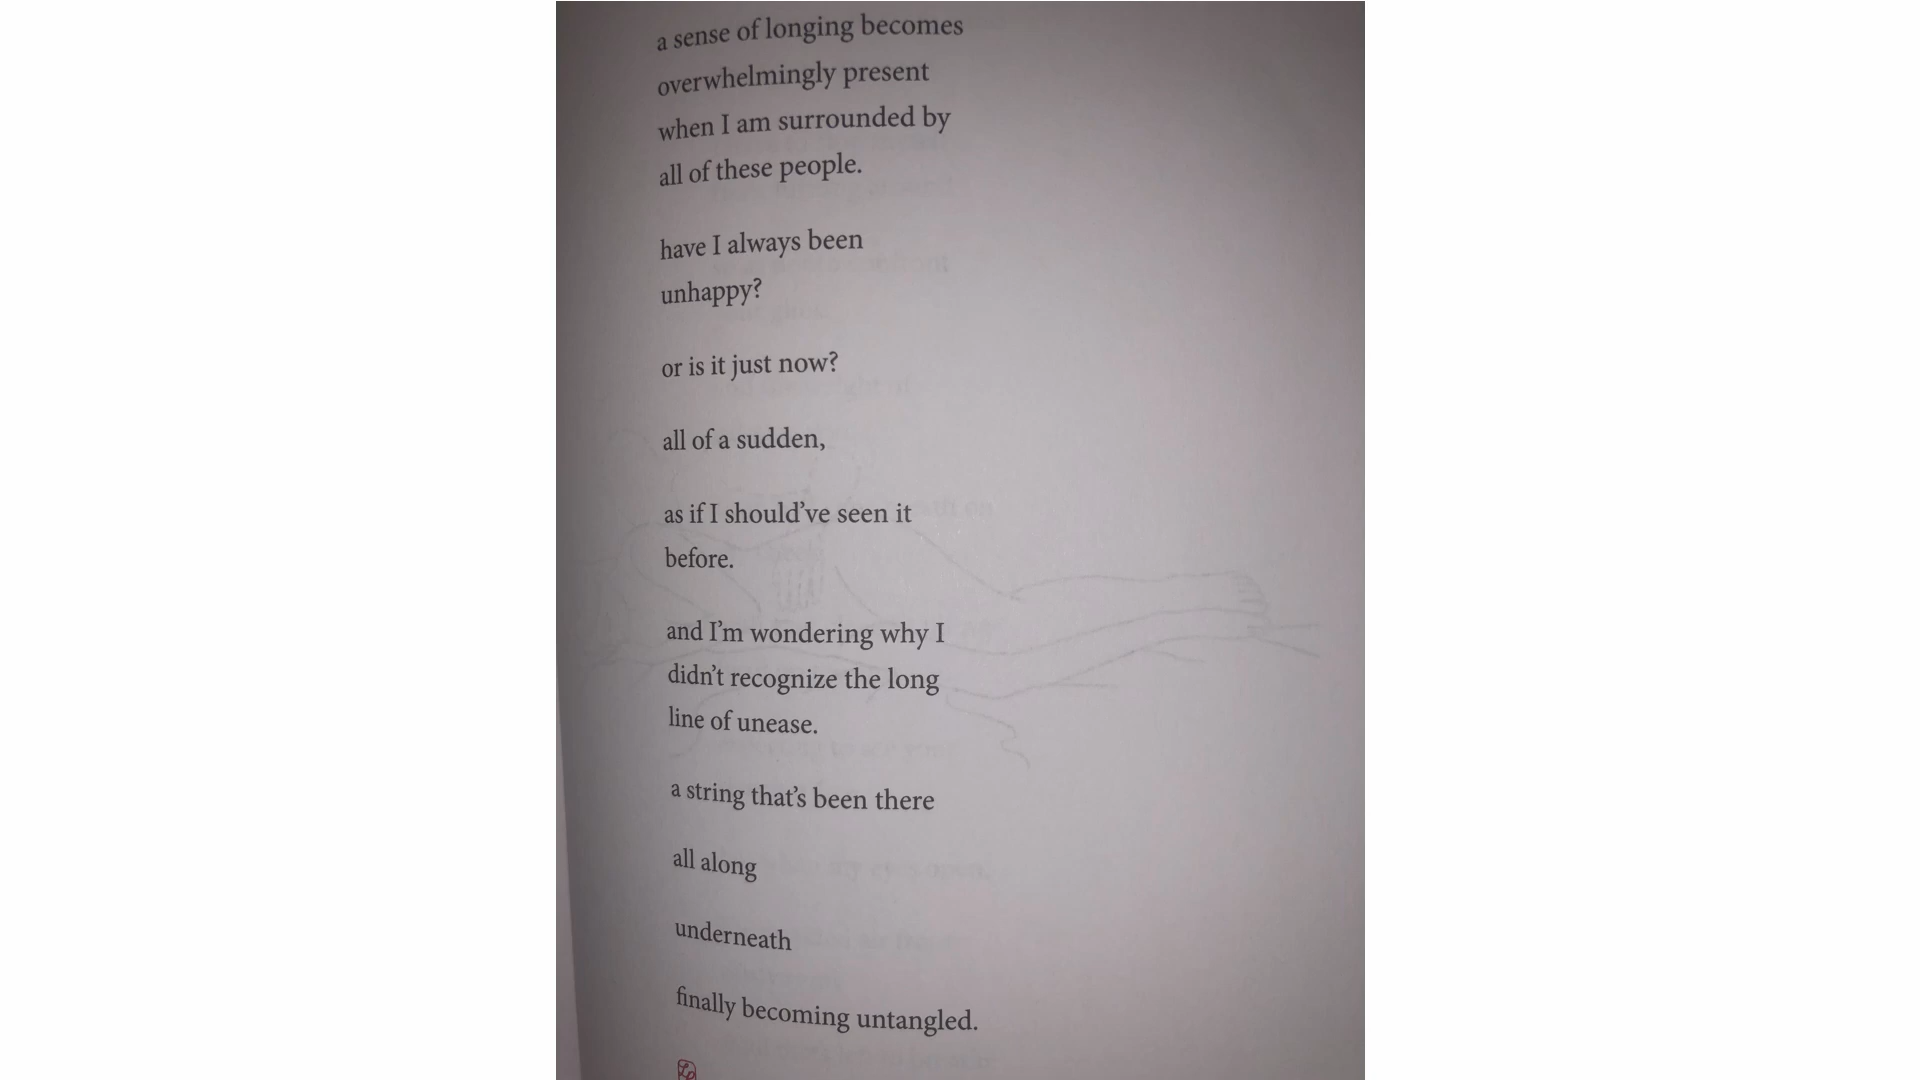 a sense of longing becomes
overwhelmingly present
when I am surrounded by
all of these people.
have I always been
unhappy?
or is it just now?
all of a sudden,
as if I should’ve seen it
before.
and I’m wondering why I
didn’t recognize the long
line of unease.
a string that’s been there
all along
underneath
finally becoming untangled.